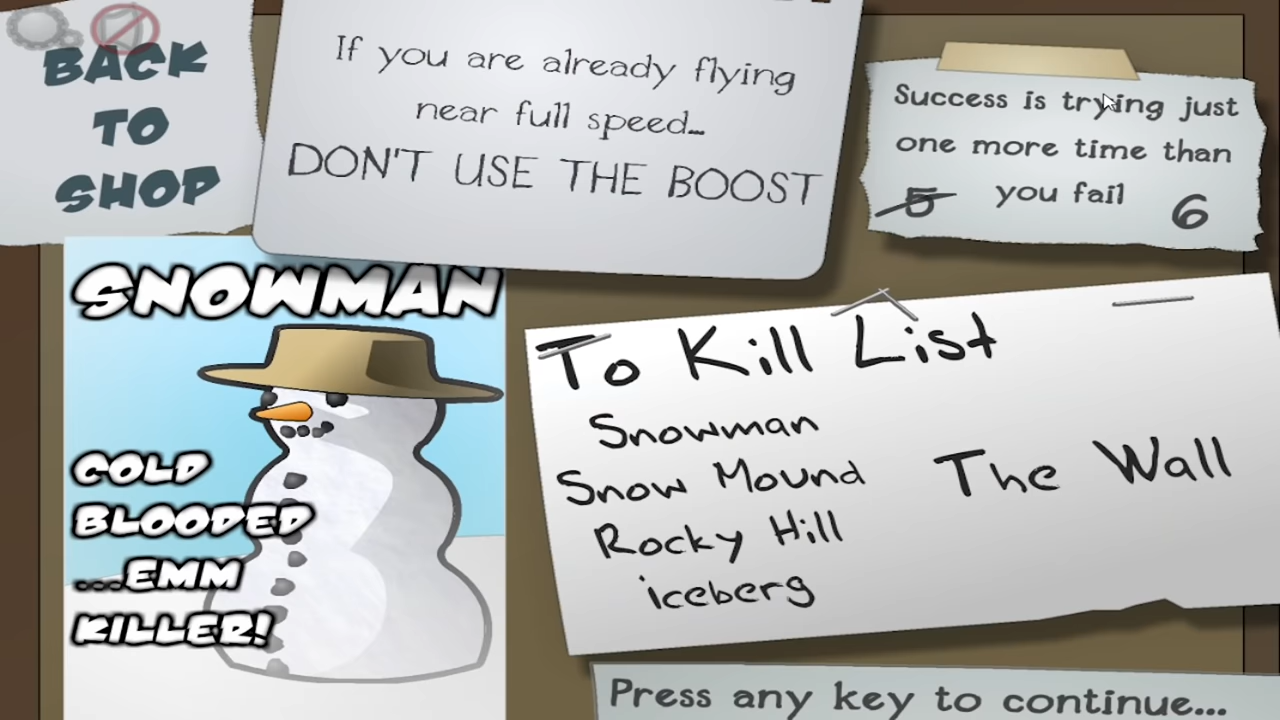 BACK
TO
SHOP
If you are already flying
near full speed...
DON'T USE THE BOOST
Success is trying just
one more time than
you fail
5 6
SNOWMAN
COLD
BLOODED
...EMM
KILLER!
To Kill List
Snowman
Snow Mound
Rocky Hill
iceberg
The Wall
Press any key to continue...